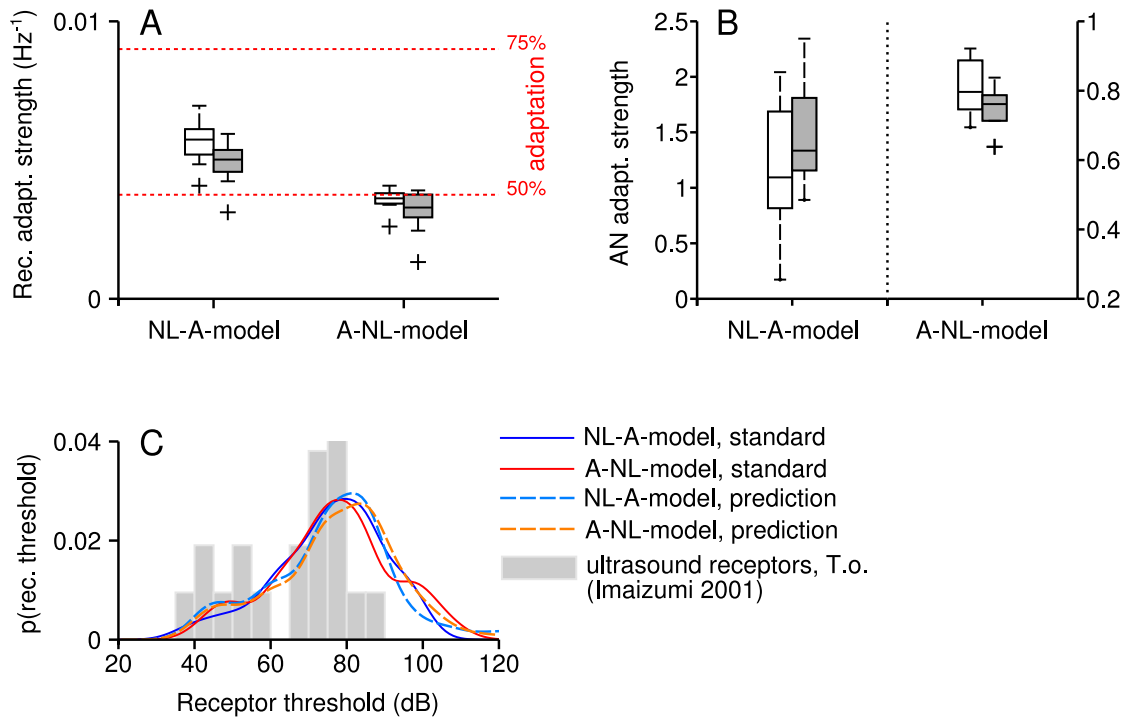 A
B
0.01
0
Rec. adapt. strength (Hz⁻¹)
75%
50%
adaptation
NL-A-model
A-NL-model
2.5
2
1.5
1
0.5
0
AN adapt. strength
1
0.8
0.6
0.4
0.2
NL-A-model
A-NL-model
C
0.04
0.02
0
p(rec. threshold)
20
40
60
80
100
120
Receptor threshold (dB)
NL-A-model, standard
A-NL-model, standard
NL-A-model, prediction
A-NL-model, prediction
ultrasound receptors, T.o.
(Imaizumi 2001)